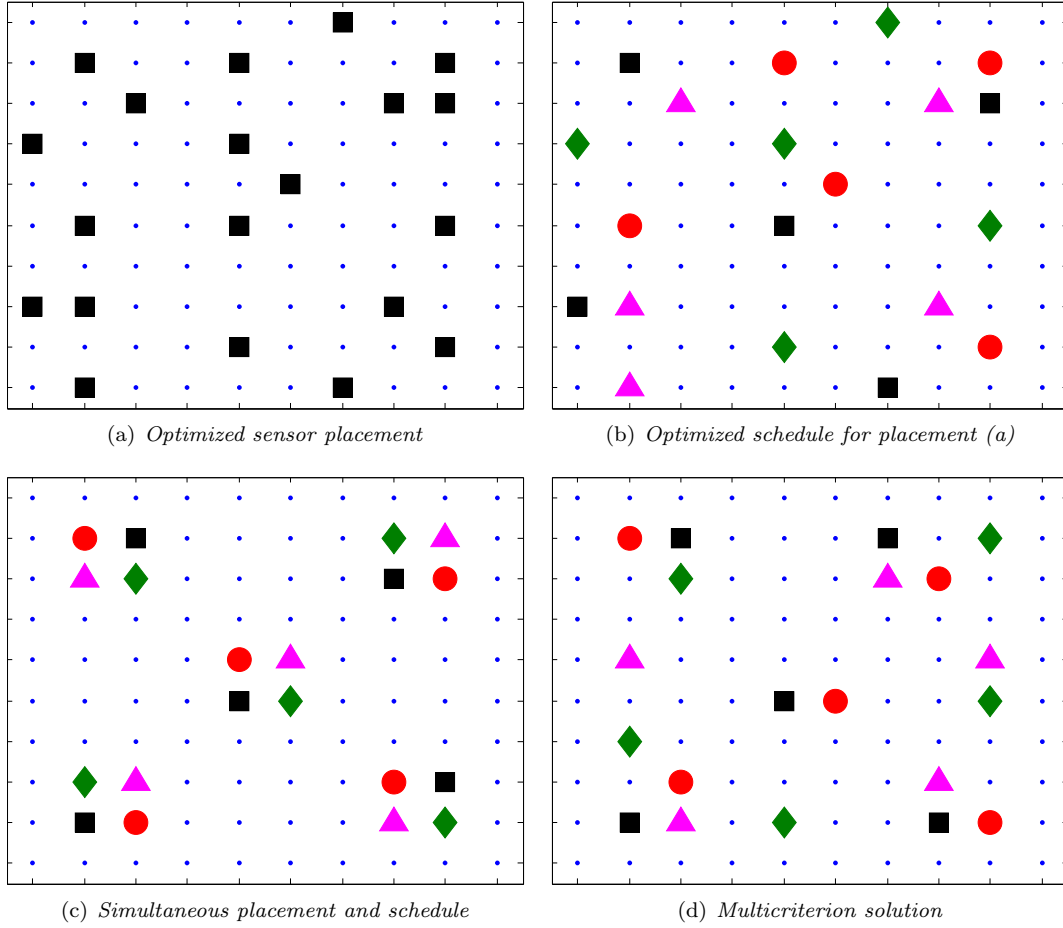 (a) Optimized sensor placement
(b) Optimized schedule for placement (a)
(c) Simultaneous placement and schedule
(d) Multicriterion solution